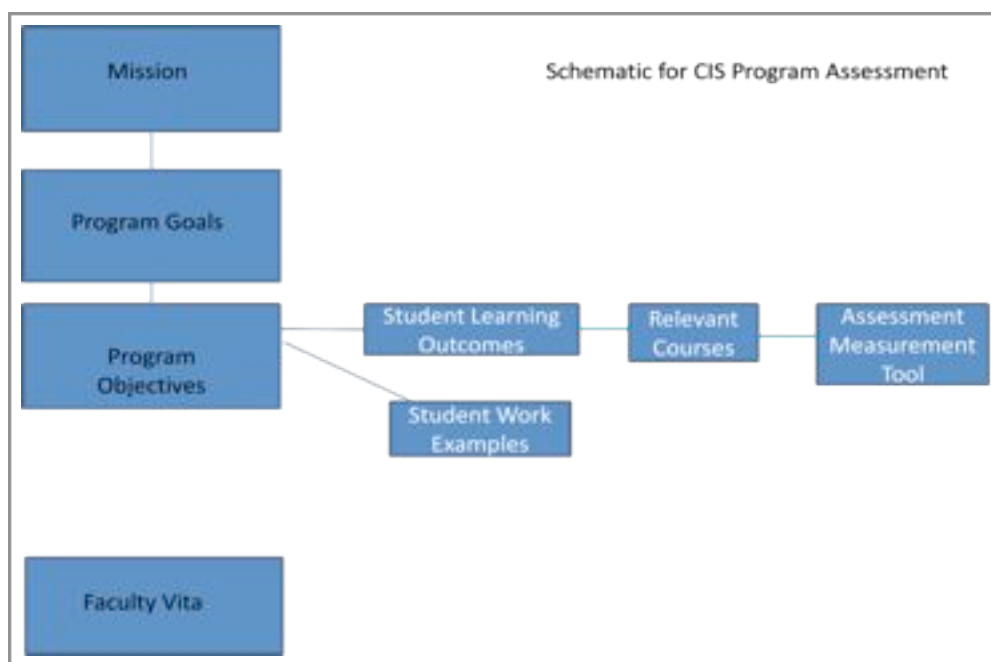 Mission
Schematic for CIS Program Assessment
Program Goals
Program
Objectives
Student Learning
Outcomes
Relevant
Courses
Assessment
Measurement
Tool
Student Work
Examples
Faculty Vita